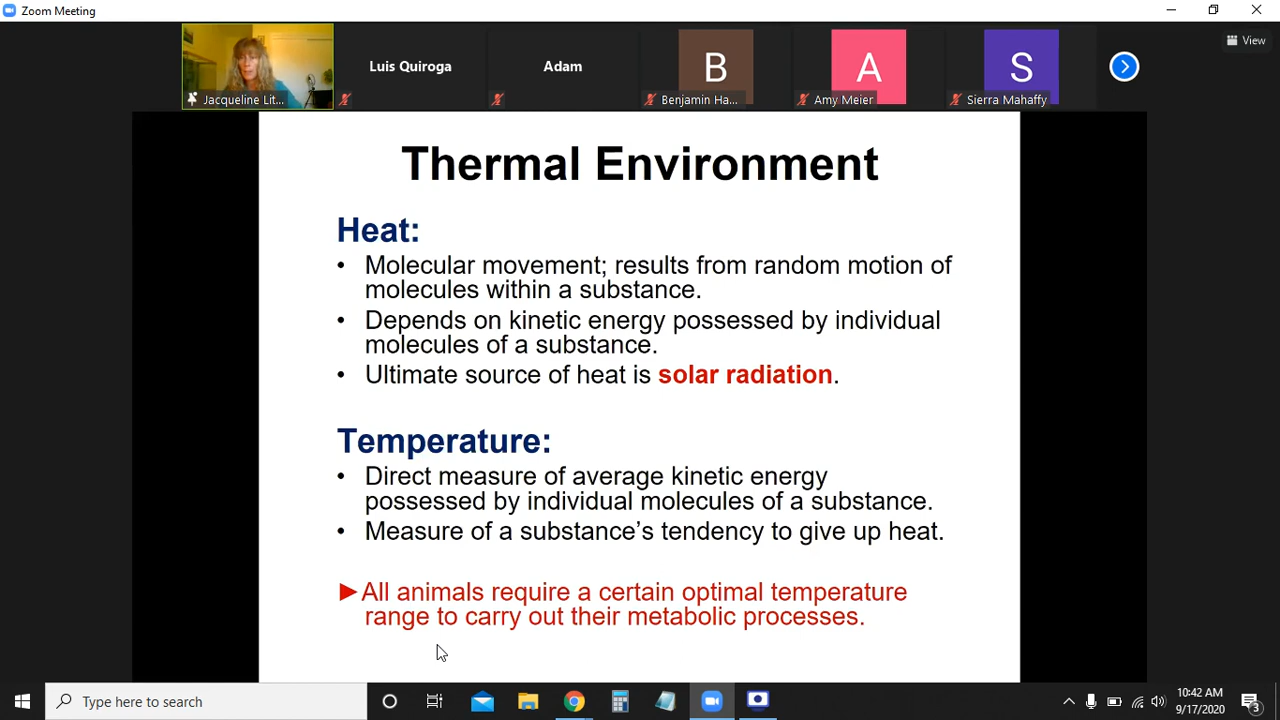 Zoom Meeting
View
Luis Quiroga
Adam
B
A
S
Jacqueline Lit...
Benjamin Ha...
Amy Meier
Sierra Mahaffy
Thermal Environment
Heat:
• Molecular movement; results from random motion of
molecules within a substance.
• Depends on kinetic energy possessed by individual
molecules of a substance.
• Ultimate source of heat is solar radiation.
Temperature:
• Direct measure of average kinetic energy
possessed by individual molecules of a substance.
• Measure of a substance's tendency to give up heat.
►All animals require a certain optimal temperature
range to carry out their metabolic processes.
Type here to search
10:42 AM
9/17/2020
3